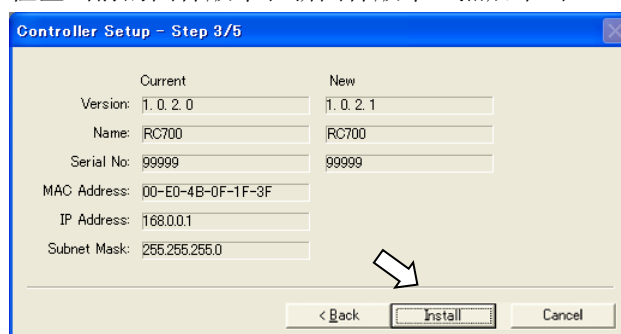 Controller Setup - Step 3/5
Current New
Version: 1. 0. 2. 0 1. 0. 2. 1
Name: RC700 RC700
Serial No: 99999 99999
MAC Address: 00-E0-4B-0F-1F-3F
IP Address: 168.0.0.1
Subnet Mask: 255.255.255.0
< Back Install Cancel